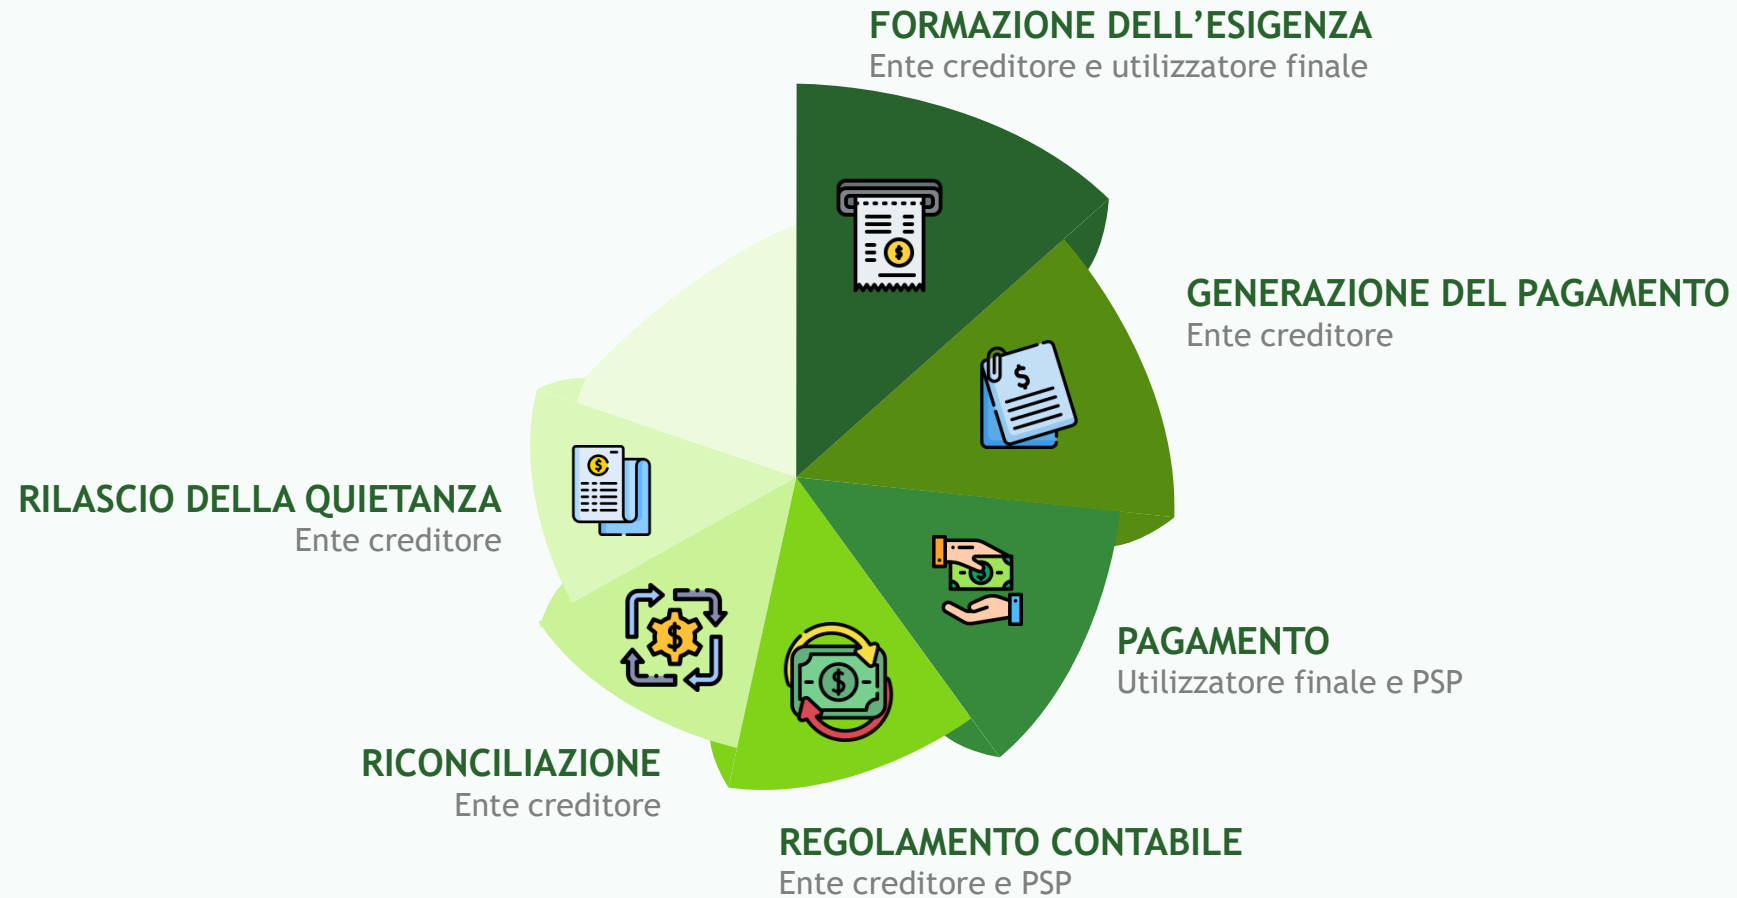 FORMAZIONE DELL’ESIGENZA
Ente creditore e utilizzatore finale
GENERAZIONE DEL PAGAMENTO
Ente creditore
PAGAMENTO
Utilizzatore finale e PSP
REGOLAMENTO CONTABILE
Ente creditore e PSP
RICONCILIAZIONE
Ente creditore
RILASCIO DELLA QUIETANZA
Ente creditore